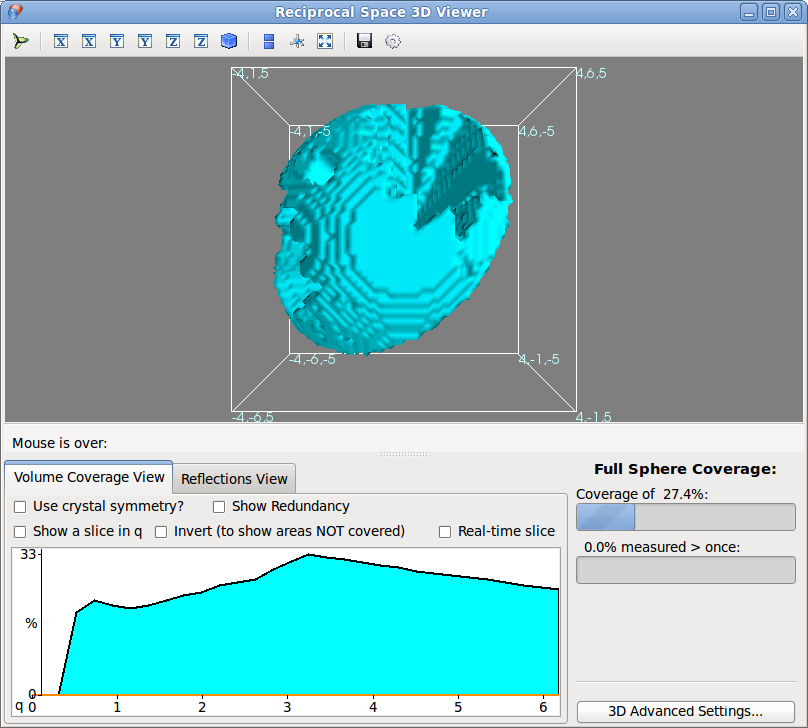 Reciprocal Space 3D Viewer
X X Y Y Z Z
-4,1,5 4,6,5
-4,1,-5 4,6,-5
-4,-6,-5 4,-1,-5
-4,-6,5 4,-1,5
Mouse is over:
Volume Coverage View Reflections View
Use crystal symmetry? Show Redundancy
Show a slice in q Invert (to show areas NOT covered) Real-time slice
33
%
0
q 0 1 2 3 4 5 6
Full Sphere Coverage:
Coverage of 27.4%:
0.0% measured > once:
3D Advanced Settings...